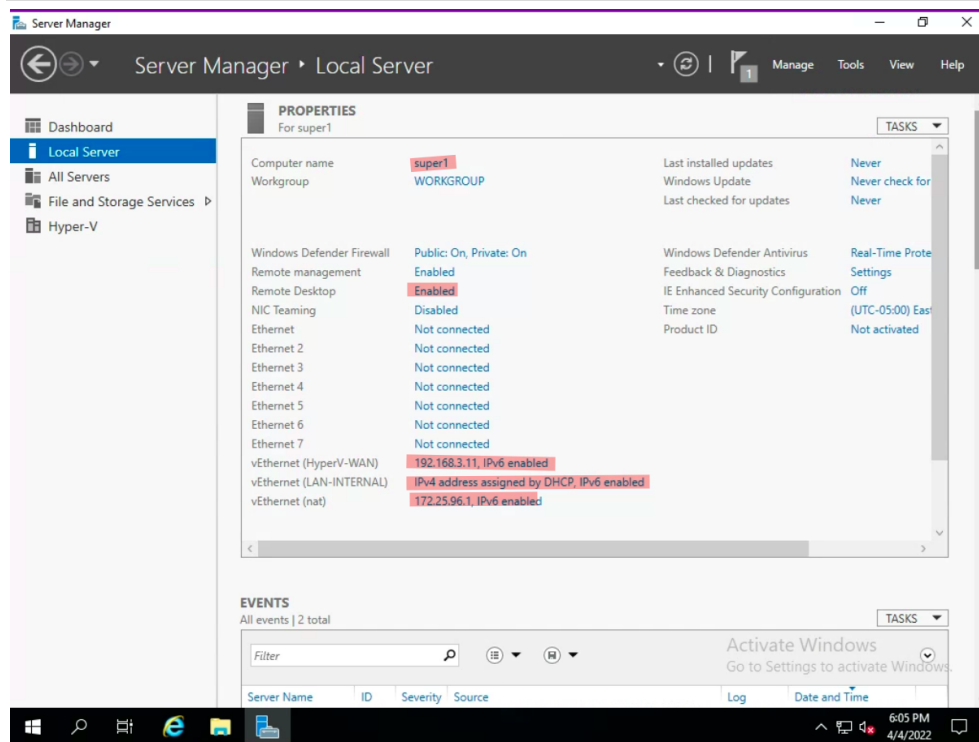 Server Manager
Server Manager • Local Server
1
Manage Tools View Help
Dashboard
Local Server
All Servers
File and Storage Services
Hyper-V
PROPERTIES
For super1
TASKS
Computer name super1
Workgroup WORKGROUP
Last installed updates Never
Windows Update Never check for
Last checked for updates Never
Windows Defender Firewall Public: On, Private: On
Remote management Enabled
Remote Desktop Enabled
NIC Teaming Disabled
Ethernet Not connected
Ethernet 2 Not connected
Ethernet 3 Not connected
Ethernet 4 Not connected
Ethernet 5 Not connected
Ethernet 6 Not connected
Ethernet 7 Not connected
vEthernet (HyperV-WAN) 192.168.3.11, IPv6 enabled
vEthernet (LAN-INTERNAL) IPv4 address assigned by DHCP, IPv6 enabled
vEthernet (nat) 172.25.96.1, IPv6 enabled
Windows Defender Antivirus Real-Time Prote
Feedback & Diagnostics Settings
IE Enhanced Security Configuration Off
Time zone (UTC-05:00) East
Product ID Not activated
EVENTS
All events | 2 total
TASKS
Filter
Activate Windows
Go to Settings to activate Windows.
Server Name ID Severity Source Log Date and Time
6:05 PM
4/4/2022